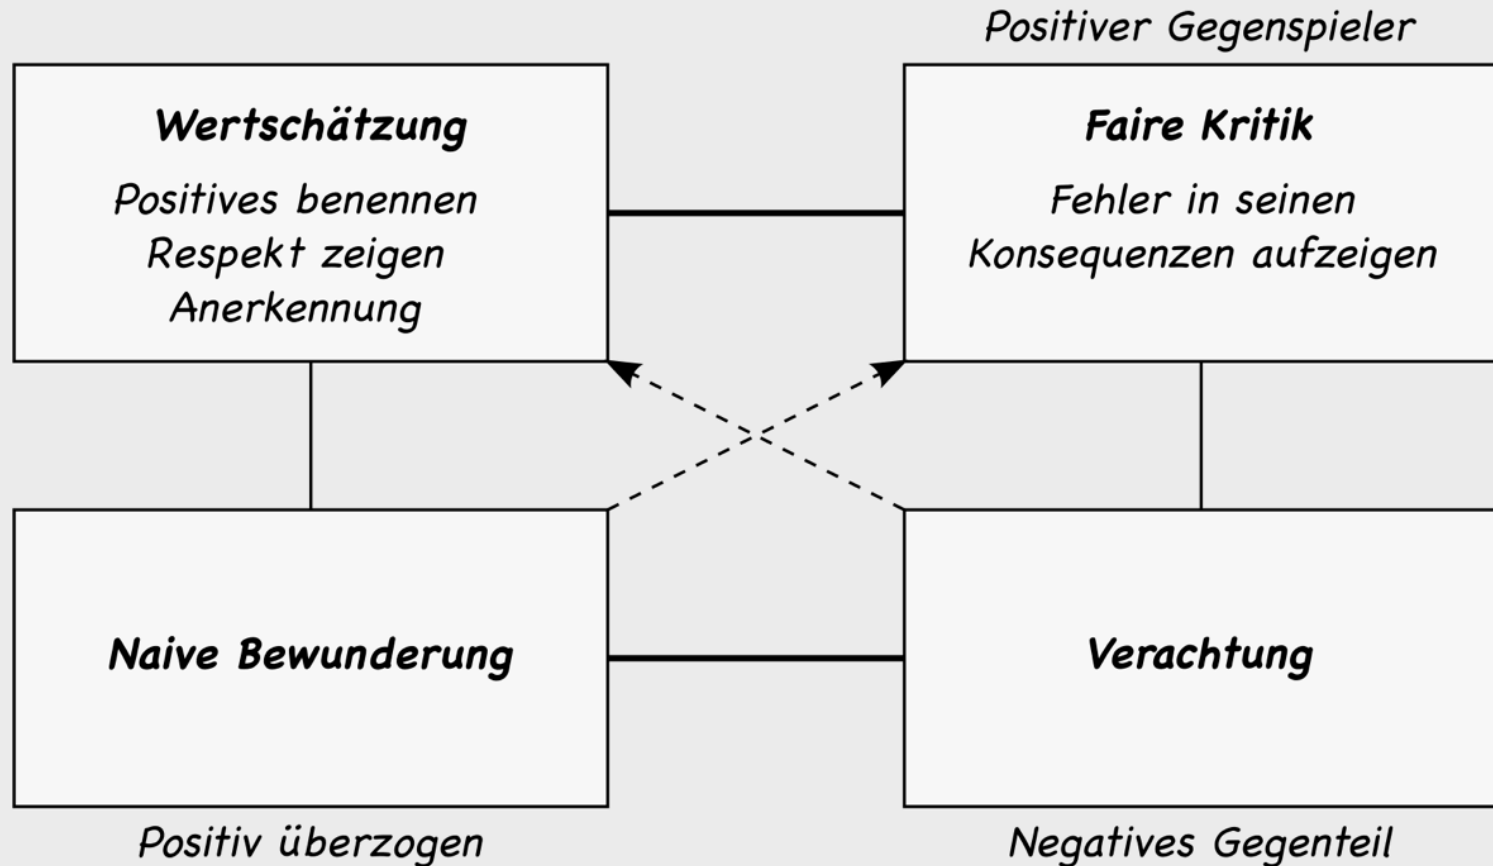 Positiver Gegenspieler
Wertschätzung
Positives benennen
Respekt zeigen
Anerkennung
Faire Kritik
Fehler in seinen
Konsequenzen aufzeigen
Naive Bewunderung
Verachtung
Positiv überzogen
Negatives Gegenteil